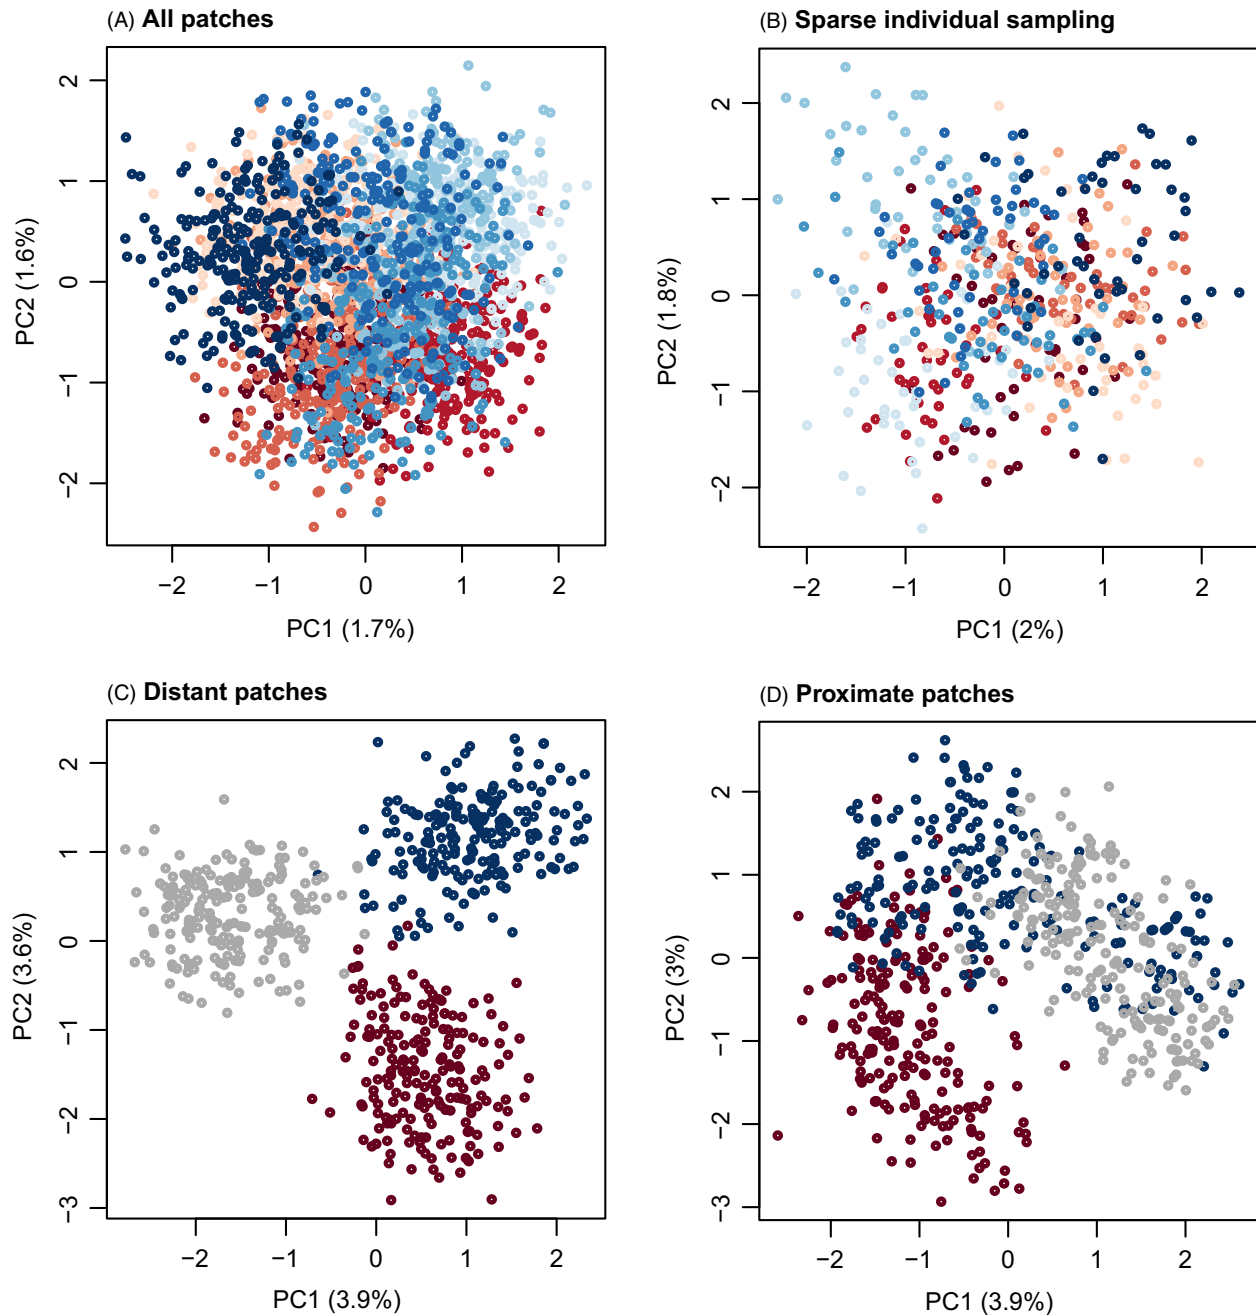 (A) All patches
2
1
0
−1
−2
PC2 (1.6%)
−2 −1 0 1 2
PC1 (1.7%)
(B) Sparse individual sampling
2
1
0
−1
−2
PC2 (1.8%)
−2 −1 0 1 2
PC1 (2%)
(C) Distant patches
2
1
0
−1
−2
−3
PC2 (3.6%)
−2 −1 0 1 2
PC1 (3.9%)
(D) Proximate patches
2
1
0
−1
−2
−3
PC2 (3%)
−2 −1 0 1 2
PC1 (3.9%)